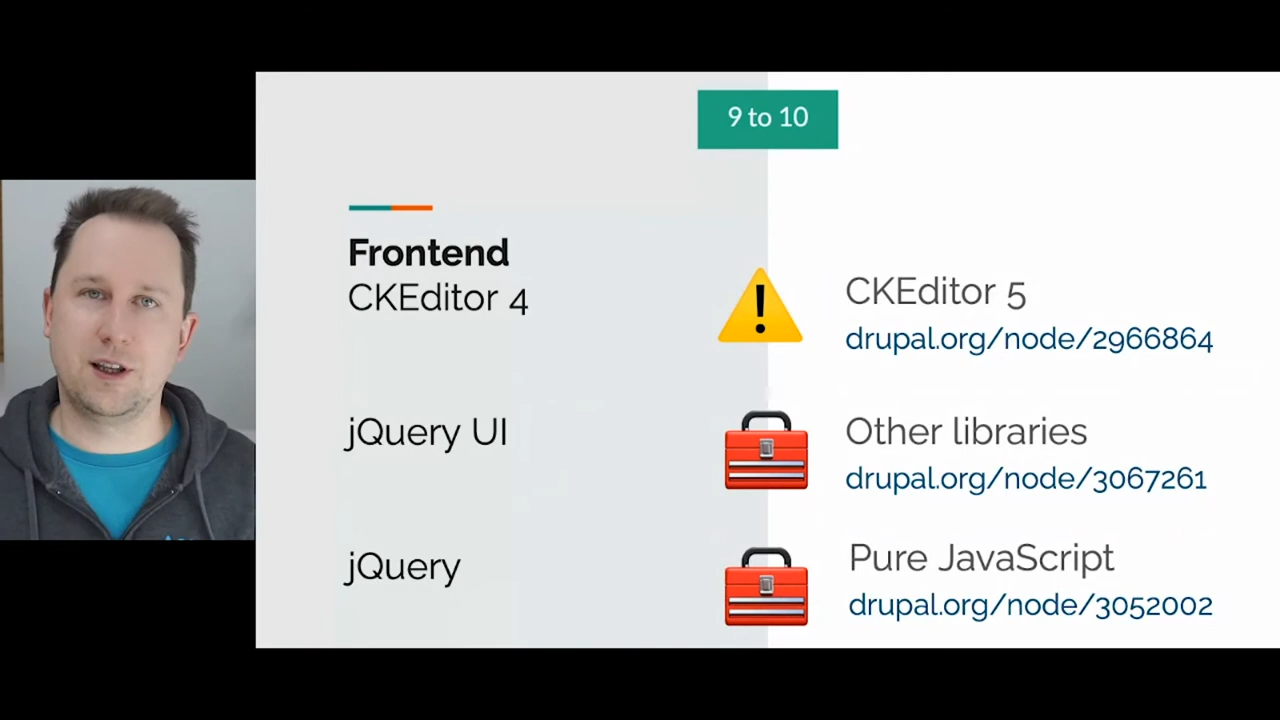 9 to 10
Frontend
CKEditor 4
CKEditor 5
drupal.org/node/2966864
jQuery UI
Other libraries
drupal.org/node/3067261
jQuery
Pure JavaScript
drupal.org/node/3052002